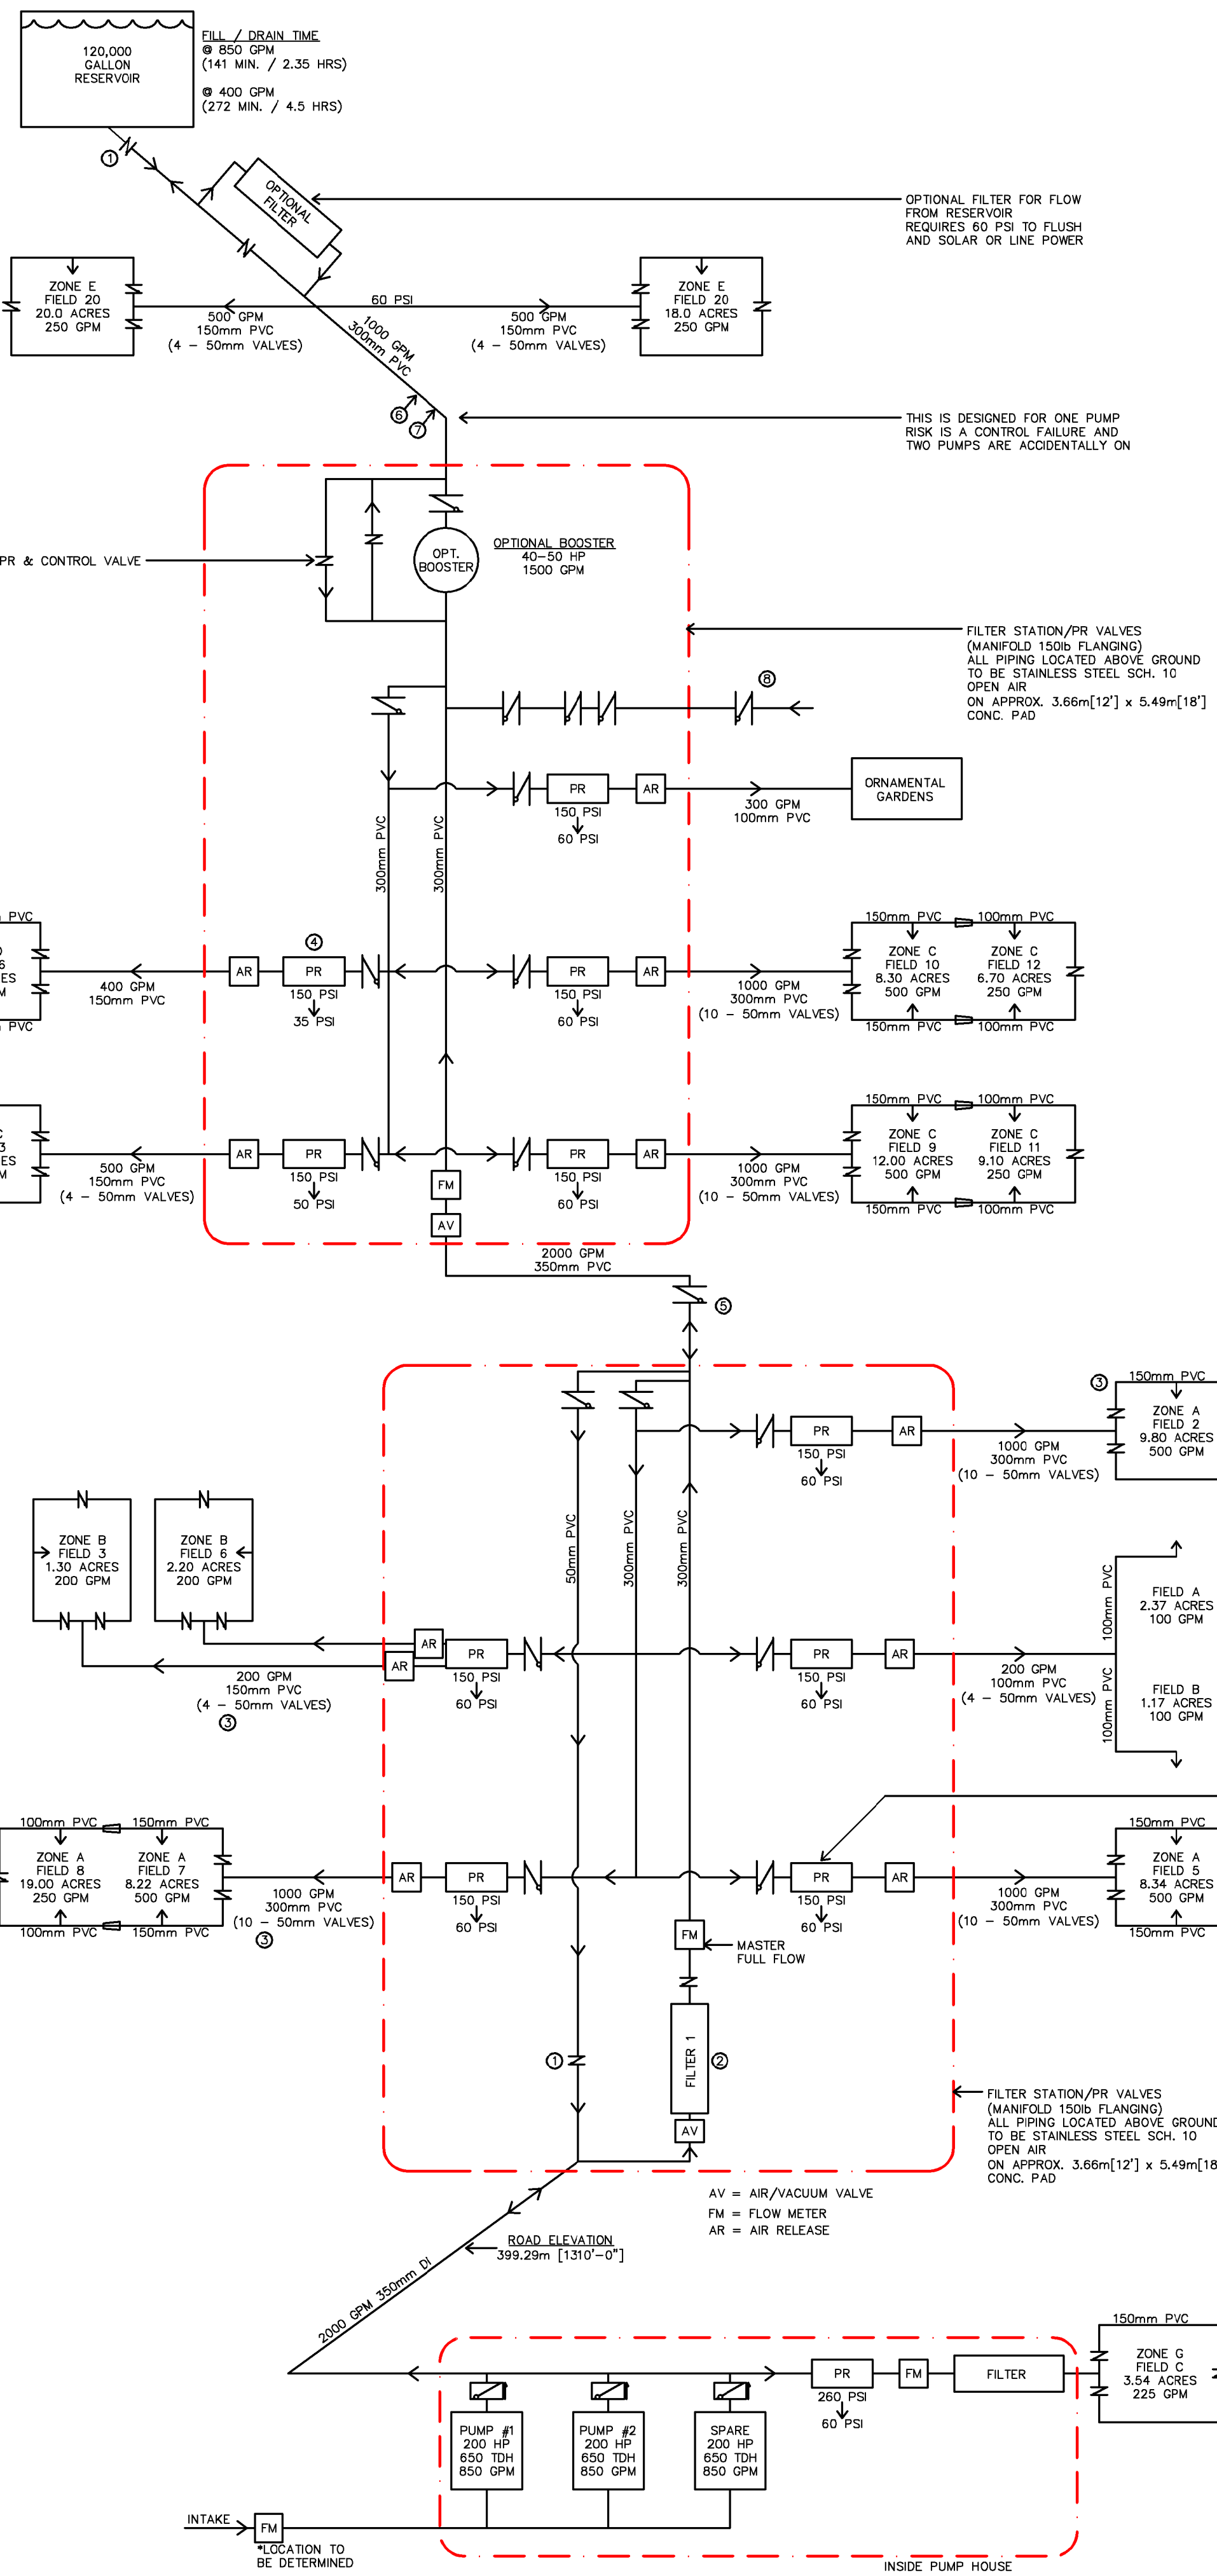 120,000
GALLON
RESERVOIR
FILL / DRAIN TIME
@ 850 GPM
(141 MIN. / 2.35 HRS)
@ 400 GPM
(272 MIN. / 4.5 HRS)
1
OPTIONAL
FILTER
OPTIONAL FILTER FOR FLOW
FROM RESERVOIR
REQUIRES 60 PSI TO FLUSH
AND SOLAR OR LINE POWER
ZONE E
FIELD 20
20.0 ACRES
250 GPM
500 GPM
150mm PVC
(4 - 50mm VALVES)
60 PSI
1000 GPM
300mm PVC
500 GPM
150mm PVC
(4 - 50mm VALVES)
ZONE E
FIELD 20
18.0 ACRES
250 GPM
6
7
THIS IS DESIGNED FOR ONE PUMP
RISK IS A CONTROL FAILURE AND
TWO PUMPS ARE ACCIDENTALLY ON
PR & CONTROL VALVE
OPT.
BOOSTER
OPTIONAL BOOSTER
40-50 HP
1500 GPM
FILTER STATION/PR VALVES
(MANIFOLD 150lb FLANGING)
ALL PIPING LOCATED ABOVE GROUND
TO BE STAINLESS STEEL SCH. 10
OPEN AIR
ON APPROX. 3.66m[12'] x 5.49m[18']
CONC. PAD
8
PR
AR
150 PSI
60 PSI
300 GPM
100mm PVC
ORNAMENTAL
GARDENS
300mm PVC
300mm PVC
PVC
6
ES
M
PVC
400 GPM
150mm PVC
AR
4
PR
150 PSI
35 PSI
PR
150 PSI
60 PSI
AR
1000 GPM
300mm PVC
(10 - 50mm VALVES)
150mm PVC
100mm PVC
ZONE C
FIELD 10
8.30 ACRES
500 GPM
ZONE C
FIELD 12
6.70 ACRES
250 GPM
150mm PVC
100mm PVC
C
3
ES
M
500 GPM
150mm PVC
(4 - 50mm VALVES)
AR
PR
150 PSI
50 PSI
FM
AV
PR
150 PSI
60 PSI
AR
1000 GPM
300mm PVC
(10 - 50mm VALVES)
150mm PVC
100mm PVC
ZONE C
FIELD 9
12.00 ACRES
500 GPM
ZONE C
FIELD 11
9.10 ACRES
250 GPM
150mm PVC
100mm PVC
2000 GPM
350mm PVC
5
PR
150 PSI
60 PSI
AR
1000 GPM
300mm PVC
(10 - 50mm VALVES)
3
150mm PVC
ZONE A
FIELD 2
9.80 ACRES
500 GPM
50mm PVC
300mm PVC
300mm PVC
ZONE B
FIELD 3
1.30 ACRES
200 GPM
ZONE B
FIELD 6
2.20 ACRES
200 GPM
200 GPM
150mm PVC
(4 - 50mm VALVES)
3
AR
AR
PR
150 PSI
60 PSI
PR
150 PSI
60 PSI
AR
200 GPM
100mm PVC
(4 - 50mm VALVES)
100mm PVC
100mm PVC
FIELD A
2.37 ACRES
100 GPM
FIELD B
1.17 ACRES
100 GPM
100mm PVC
150mm PVC
ZONE A
FIELD 8
19.00 ACRES
250 GPM
ZONE A
FIELD 7
8.22 ACRES
500 GPM
100mm PVC
150mm PVC
1000 GPM
300mm PVC
(10 - 50mm VALVES)
3
AR
PR
150 PSI
60 PSI
PR
150 PSI
60 PSI
AR
1000 GPM
300mm PVC
(10 - 50mm VALVES)
150mm PVC
ZONE A
FIELD 5
8.34 ACRES
500 GPM
150mm PVC
FM
MASTER
FULL FLOW
1
FILTER 1
2
AV
FILTER STATION/PR VALVES
(MANIFOLD 150lb FLANGING)
ALL PIPING LOCATED ABOVE GROUND
TO BE STAINLESS STEEL SCH. 10
OPEN AIR
ON APPROX. 3.66m[12'] x 5.49m[18
CONC. PAD
AV = AIR/VACUUM VALVE
FM = FLOW METER
AR = AIR RELEASE
ROAD ELEVATION
399.29m [1310'-0"]
2000 GPM 350mm DI
PR
260 PSI
60 PSI
FM
FILTER
150mm PVC
ZONE G
FIELD C
3.54 ACRES
225 GPM
PUMP #1
200 HP
650 TDH
850 GPM
PUMP #2
200 HP
650 TDH
850 GPM
SPARE
200 HP
650 TDH
850 GPM
INTAKE
FM
*LOCATION TO
BE DETERMINED
INSIDE PUMP HOUSE